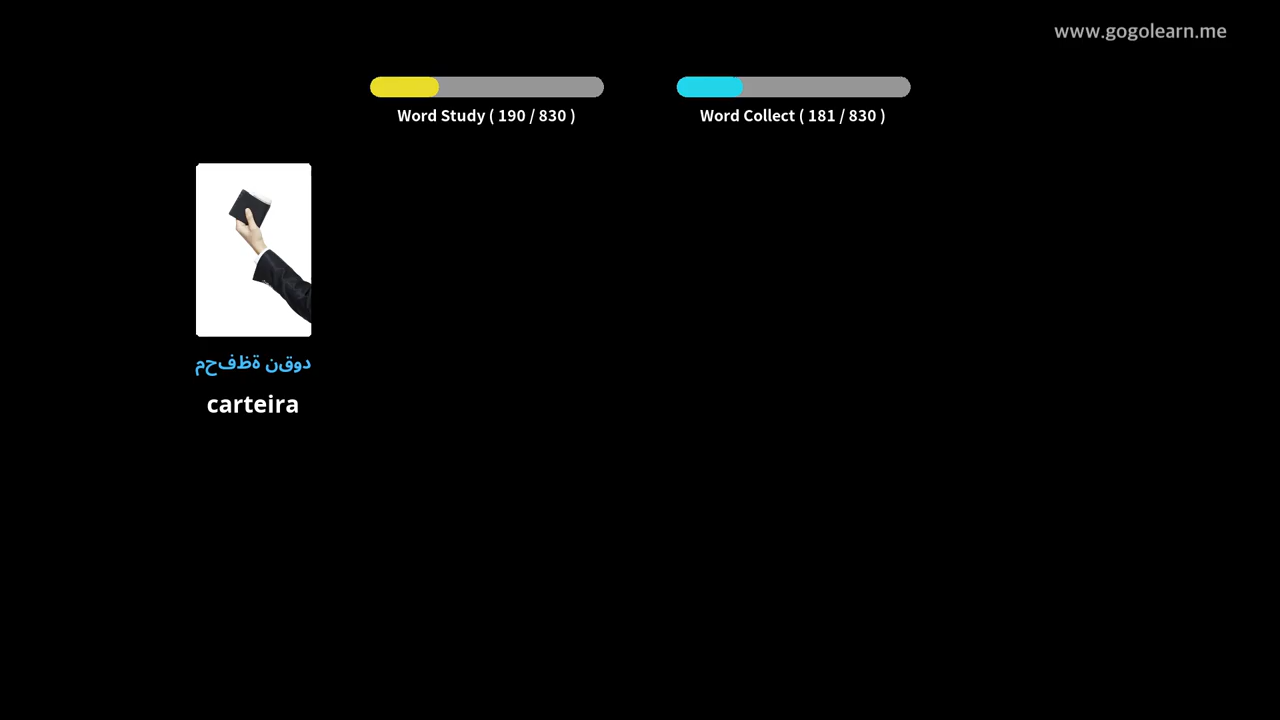 www.gogolearn.me
Word Study ( 190 / 830 )
Word Collect ( 181 / 830 )
محفظة نقود
carteira